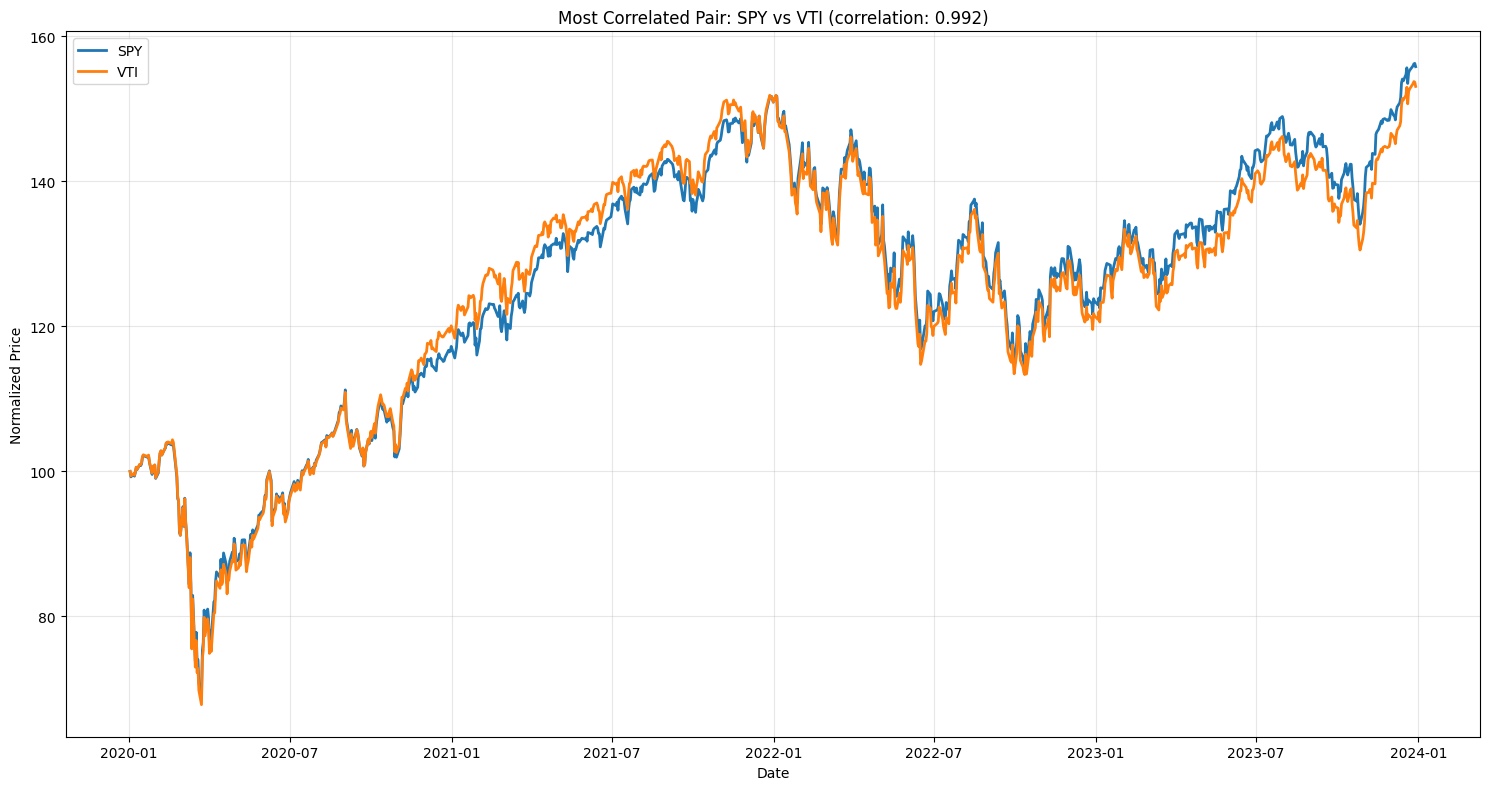 Most Correlated Pair: SPY vs VTI (correlation: 0.992)
SPY
VTI
160
140
120
100
80
Normalized Price
2020-01 2020-07 2021-01 2021-07 2022-01 2022-07 2023-01 2023-07 2024-01
Date